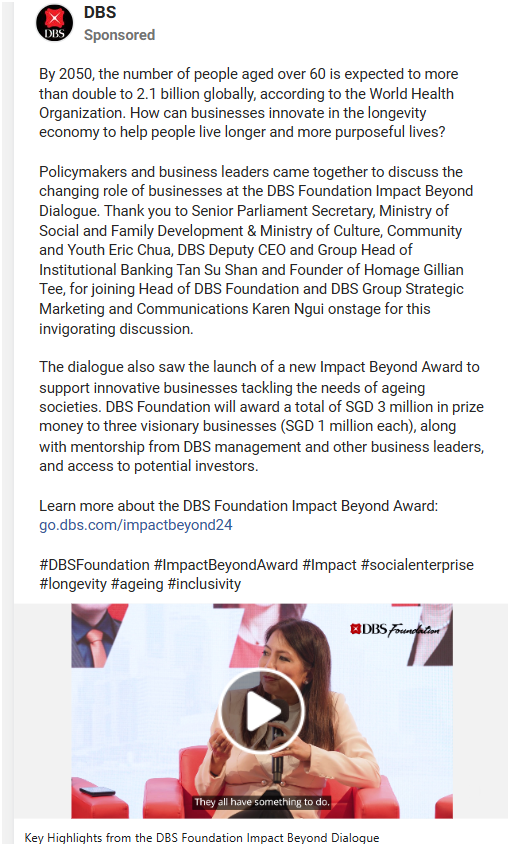 DBS
DBS
Sponsored
By 2050, the number of people aged over 60 is expected to more
than double to 2.1 billion globally, according to the World Health
Organization. How can businesses innovate in the longevity
economy to help people live longer and more purposeful lives?
Policymakers and business leaders came together to discuss the
changing role of businesses at the DBS Foundation Impact Beyond
Dialogue. Thank you to Senior Parliament Secretary, Ministry of
Social and Family Development & Ministry of Culture, Community
and Youth Eric Chua, DBS Deputy CEO and Group Head of
Institutional Banking Tan Su Shan and Founder of Homage Gillian
Tee, for joining Head of DBS Foundation and DBS Group Strategic
Marketing and Communications Karen Ngui onstage for this
invigorating discussion.
The dialogue also saw the launch of a new Impact Beyond Award to
support innovative businesses tackling the needs of ageing
societies. DBS Foundation will award a total of SGD 3 million in prize
money to three visionary businesses (SGD 1 million each), along
with mentorship from DBS management and other business leaders,
and access to potential investors.
Learn more about the DBS Foundation Impact Beyond Award:
go.dbs.com/impactbeyond24
#DBSFoundation #ImpactBeyondAward #Impact #socialenterprise
#longevity #ageing #inclusivity
DBS Foundation
They all have something to do.
Key Highlights from the DBS Foundation Impact Beyond Dialogue